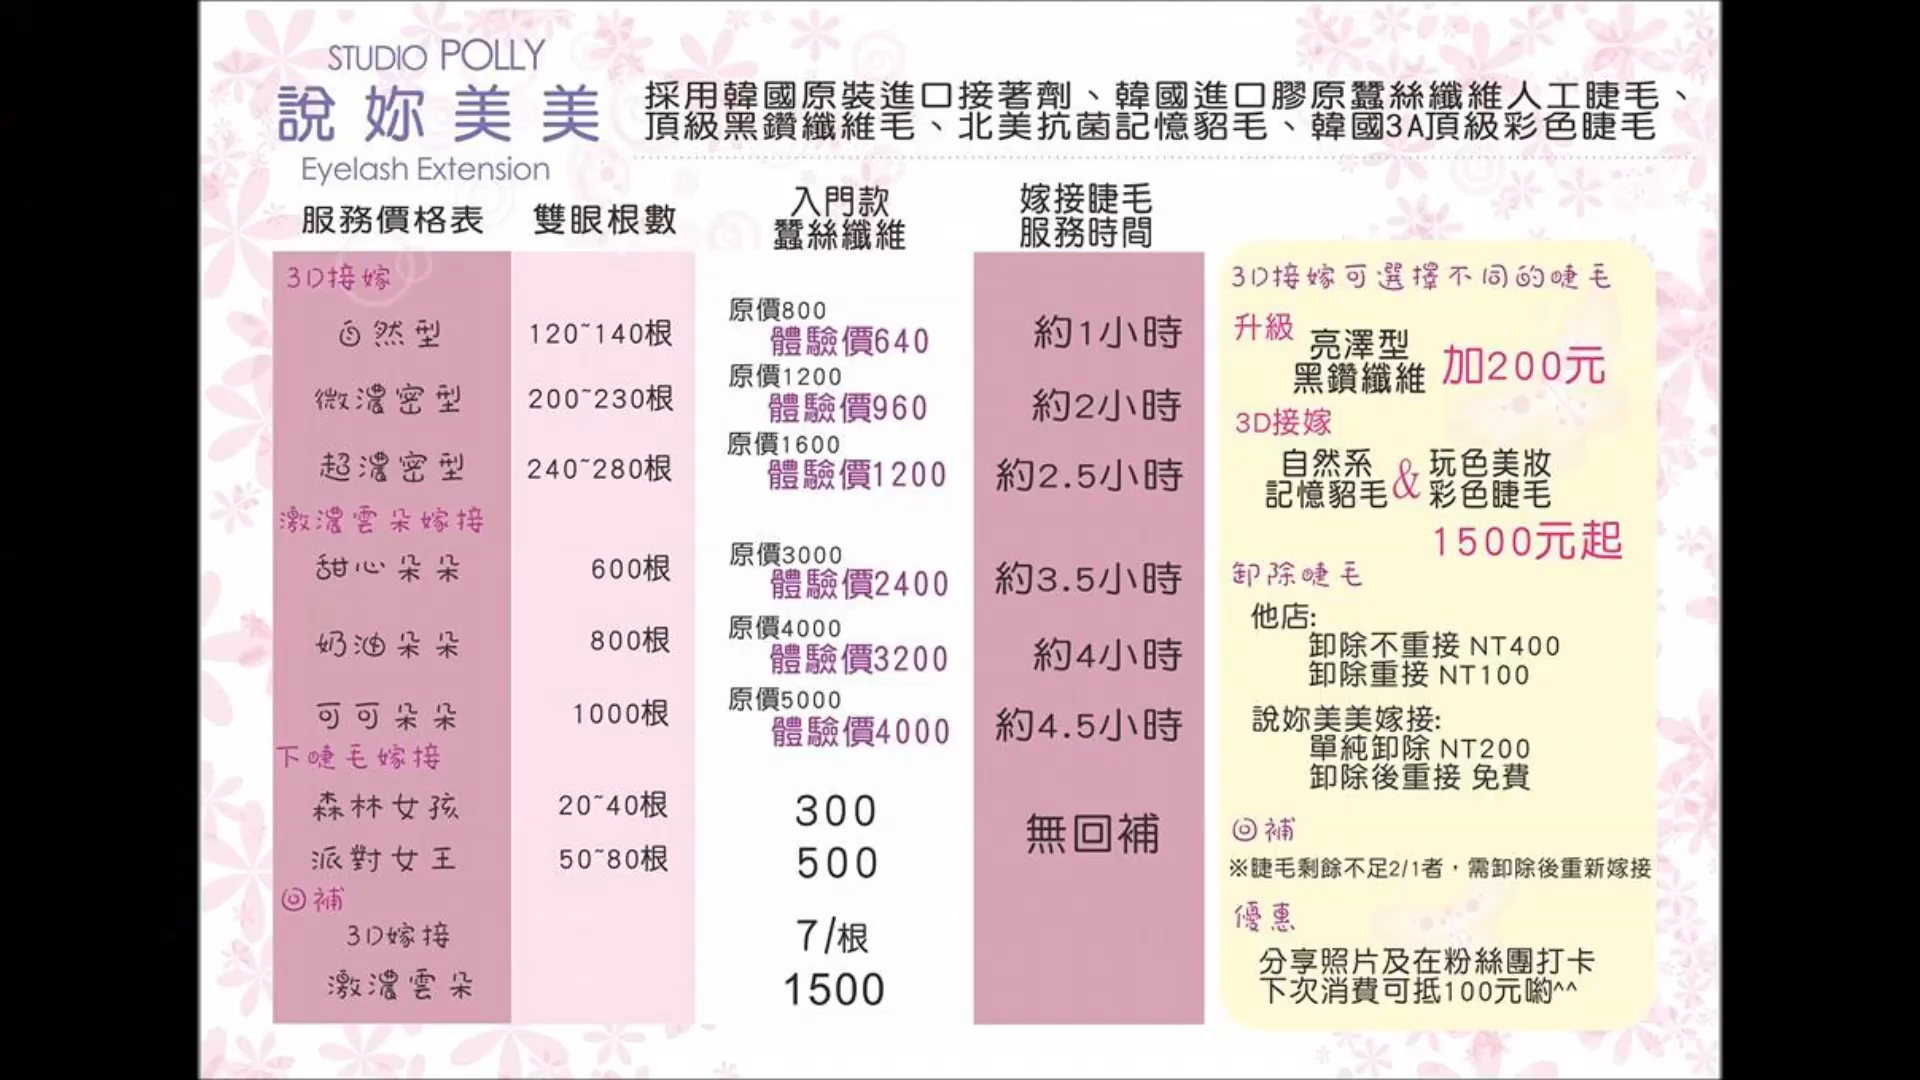 STUDIO POLLY
說妳美美
Eyelash Extension
採用韓國原裝進口接著劑、韓國進口膠原蠶絲纖維人工睫毛、
頂級黑鑽纖維毛、北美抗菌記憶貂毛、韓國3A頂級彩色睫毛
服務價格表
雙眼根數
入門款
蠶絲纖維
嫁接睫毛
服務時間
3D接嫁
自然型 120~140根 原價800 體驗價640 約1小時
微濃密型 200~230根 原價1200 體驗價960 約2小時
超濃密型 240~280根 原價1600 體驗價1200 約2.5小時
激濃雲朵嫁接
甜心朵朵 600根 原價3000 體驗價2400 約3.5小時
奶油朵朵 800根 原價4000 體驗價3200 約4小時
可可朵朵 1000根 原價5000 體驗價4000 約4.5小時
下睫毛嫁接
森林女孩 20~40根 300
無回補
派對女王 50~80根 500
回補
3D嫁接 7/根
激濃雲朵 1500
3D接嫁可選擇不同的睫毛
升級
亮澤型
黑鑽纖維
加200元
3D接嫁
自然系
記憶貂毛
&
玩色美妝
彩色睫毛
1500元起
卸除睫毛
他店:
卸除不重接 NT400
卸除重接 NT100
說妳美美嫁接:
單純卸除 NT200
卸除後重接 免費
回補
※睫毛剩餘不足2/1者，需卸除後重新嫁接
優惠
分享照片及在粉絲團打卡
下次消費可抵100元喲^^